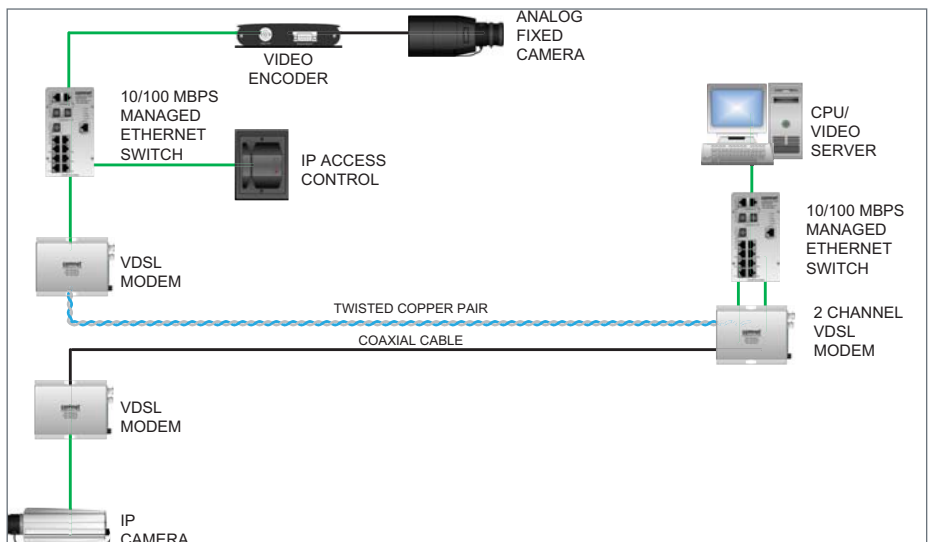 ANALOG
FIXED
CAMERA
VIDEO
ENCODER
10/100 MBPS
MANAGED
ETHERNET
SWITCH
IP ACCESS
CONTROL
CPU/
VIDEO
SERVER
10/100 MBPS
MANAGED
ETHERNET
SWITCH
VDSL
MODEM
TWISTED COPPER PAIR
2 CHANNEL
VDSL
MODEM
COAXIAL CABLE
VDSL
MODEM
IP
CAMERA